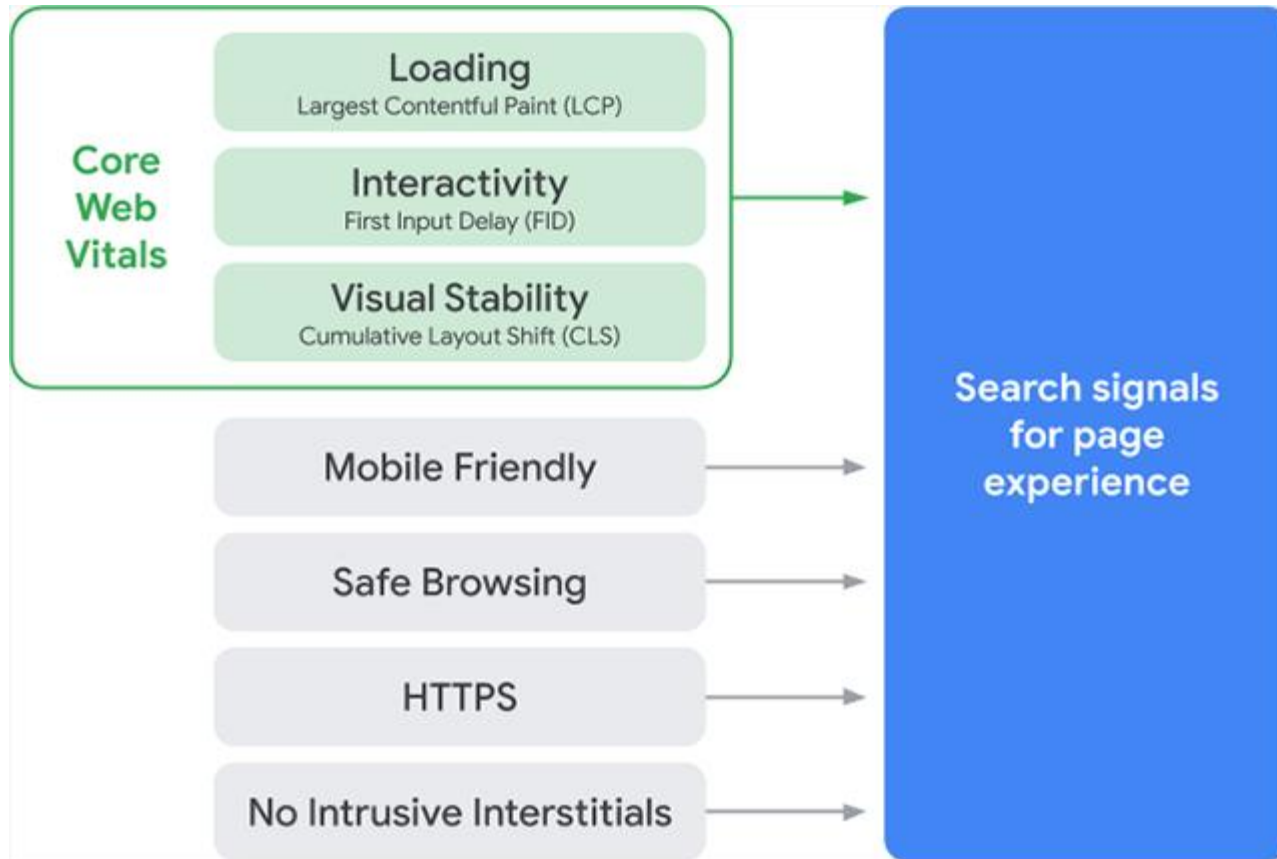 Core
Web
Vitals
Loading
Largest Contentful Paint (LCP)
Interactivity
First Input Delay (FID)
Visual Stability
Cumulative Layout Shift (CLS)
Mobile Friendly
Safe Browsing
HTTPS
No Intrusive Interstitials
Search signals
for page
experience